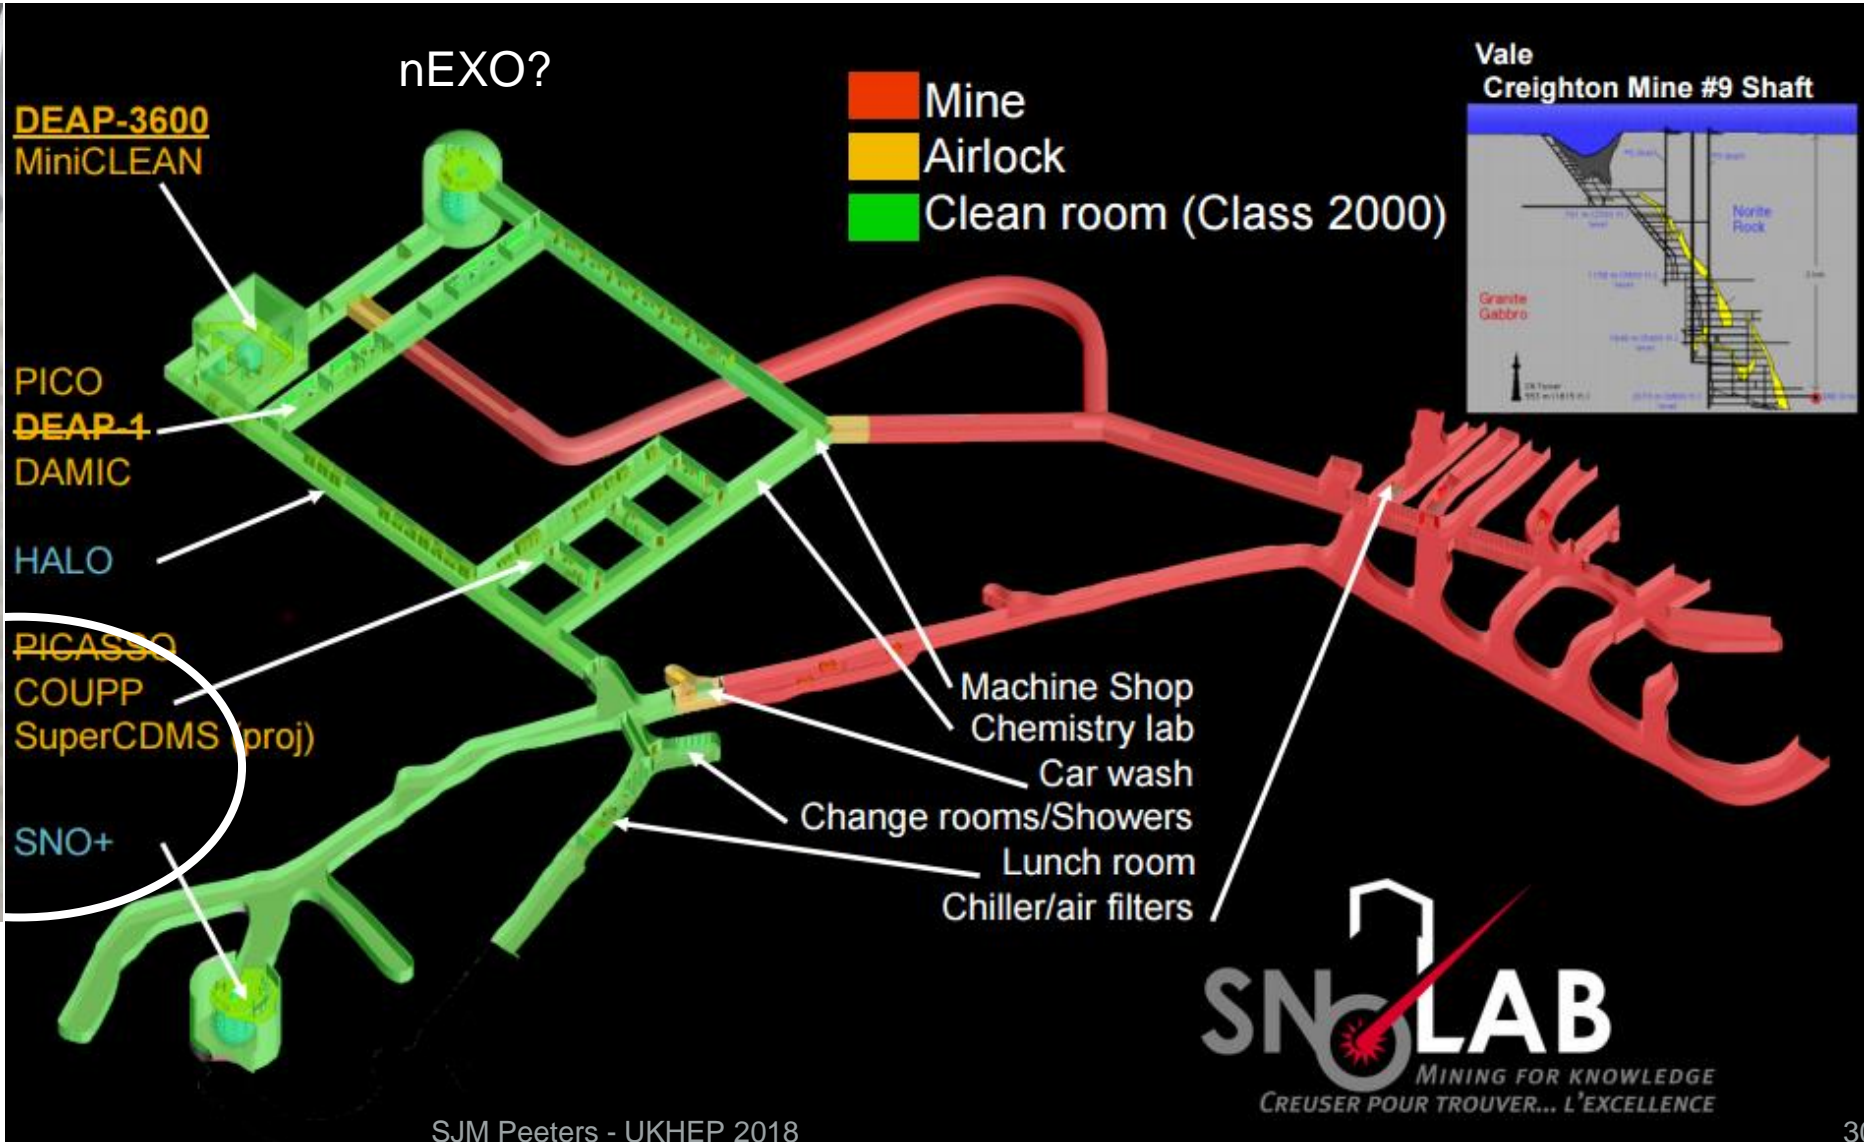 nEXO?
DEAP-3600
MiniCLEAN
PICO
DEAP-1
DAMIC
HALO
PICASSO
COUPP
SuperCDMS (proj)
SNO+
Mine
Airlock
Clean room (Class 2000)
Vale
Creighton Mine #9 Shaft
Norite
Rock
Granite
Gabbro
Machine Shop
Chemistry lab
Car wash
Change rooms/Showers
Lunch room
Chiller/air filters
SNOLAB
MINING FOR KNOWLEDGE
CREUSER POUR TROUVER... L'EXCELLENCE
SJM Peeters - UKHEP 2018